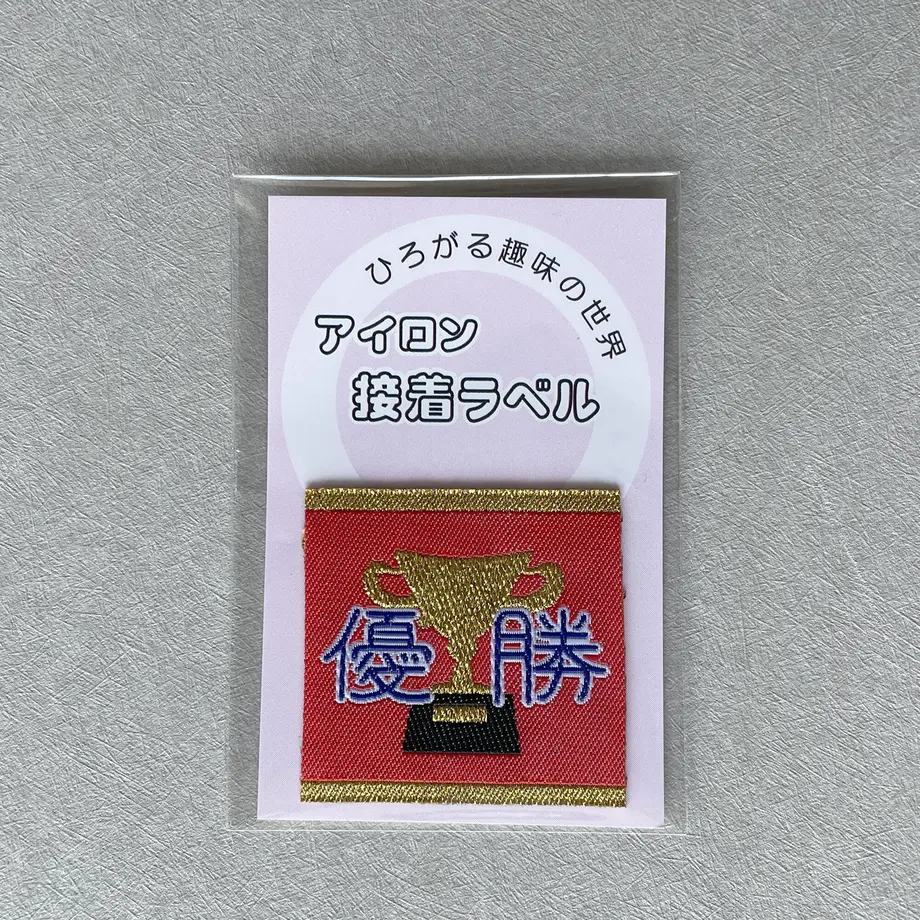 ひろがる趣味の世界
アイロン
接着ラベル
優勝